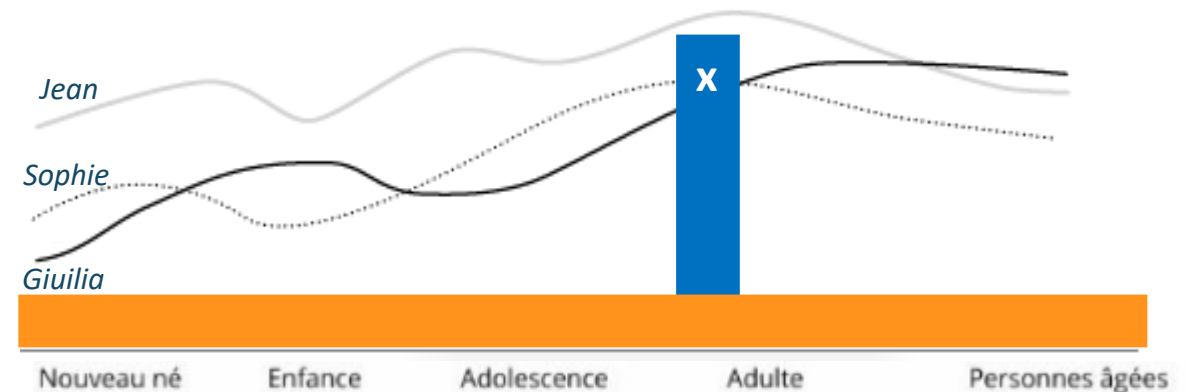 Jean
X
Sophie
Giuilia
Nouveau né Enfance Adolescence Adulte Personnes âgées